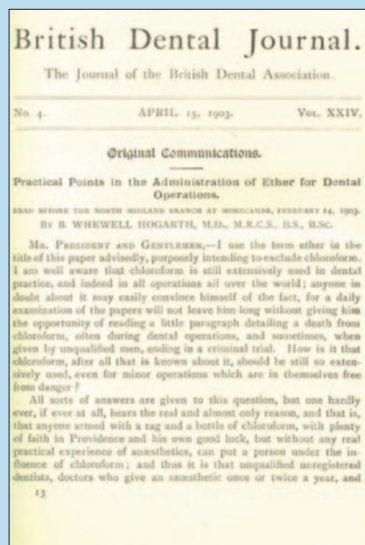 British Dental Journal.
The Journal of the British Dental Association.
No. 4. APRIL 15, 1903. VOL. XXIV.
Original Communications.
Practical Points in the Administration of Ether for Dental
Operations.
READ BEFORE THE NORTH MIDLAND BRANCH AT MORECAMBE, FEBRUARY 14, 1903.
BY B. WHEWELL HOGARTH, M.D., M.R.C.S., B.S., B.SC.
MR. PRESIDENT AND GENTLEMEN,—I use the term ether in the
title of this paper advisedly, purposely intending to exclude chloroform.
I am well aware that chloroform is still extensively used in dental
practice, and indeed in all operations all over the world; anyone in
doubt about it may easily convince himself of the fact, for a daily
examination of the papers will not leave him long without giving him
the opportunity of reading a little paragraph detailing a death from
chloroform, often during dental operations, and sometimes, when
given by unqualified men, ending in a criminal trial. How is it that
chloroform, after all that is known about it, should be still so exten-
sively used, even for minor operations which are in themselves free
from danger?
All sorts of answers are given to this question, but one hardly
ever, if ever at all, hears the real and almost only reason, and that is,
that anyone armed with a rag and a bottle of chloroform, with plenty
of faith in Providence and his own good luck, but without any real
practical experience of anæsthetics, can put a person under the in-
fluence of chloroform; and thus it is that unqualified unregistered
dentists, doctors who give an anæsthetic once or twice a year, and
13